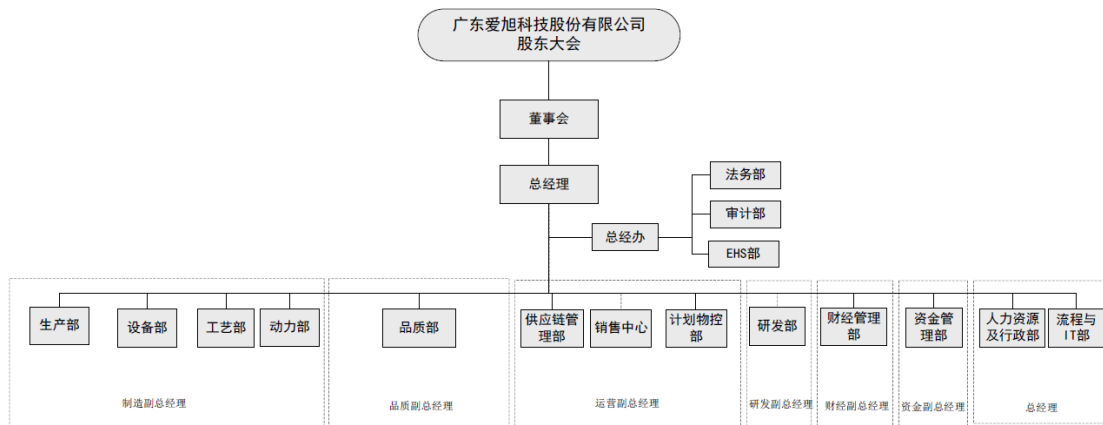 广东爱旭科技股份有限公司
股东大会
董事会
总经理
总经办
法务部
审计部
EHS部
生产部
设备部
工艺部
动力部
品质部
供应链管
理部
销售中心
计划物控
部
研发部
财经管理
部
资金管
理部
人力资源
及行政部
流程与
IT部
制造副总经理
品质副总经理
运营副总经理
研发副总经理
财经副总经理
资金副总经理
总经理